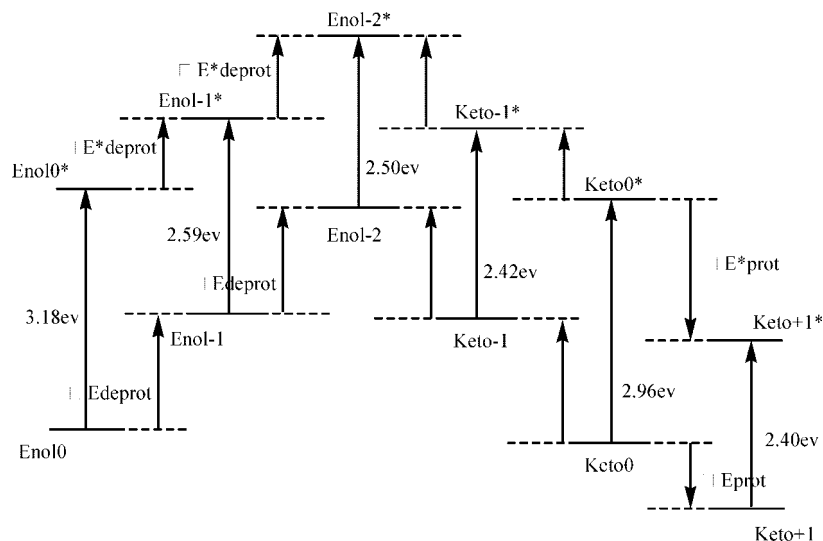 Enol-2*
E*deprot
Enol-1*
Keto-1*
E*deprot
Enol0*
2.50ev
Keto0*
2.59ev
Enol-2
E*prot
Edeprot
2.42ev
3.18ev
Keto+1*
Enol-1
Keto-1
Edeprot
2.96ev
2.40ev
Enol0
Kcto0
Eprot
Keto+1